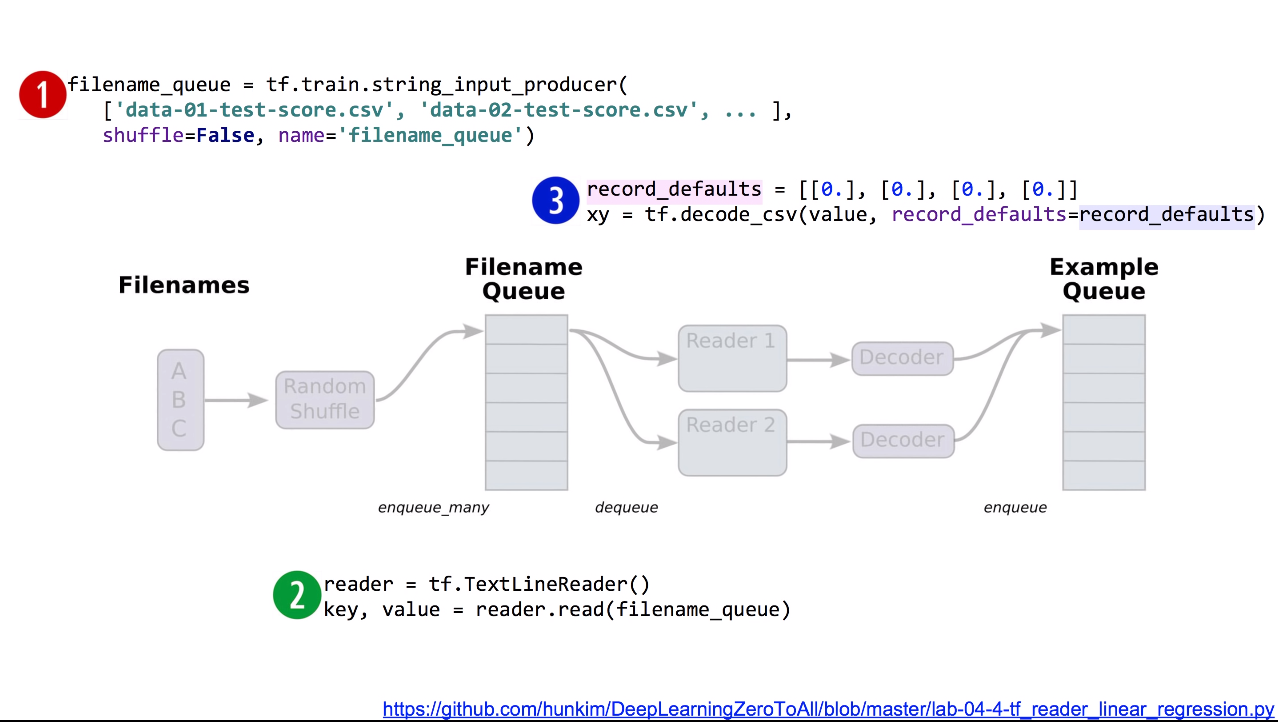 1
filename_queue = tf.train.string_input_producer(
['data-01-test-score.csv', 'data-02-test-score.csv', ... ],
shuffle=False, name='filename_queue')
3
record_defaults = [[0.], [0.], [0.], [0.]]
xy = tf.decode_csv(value, record_defaults=record_defaults)
Filenames
Filename
Queue
Example
Queue
A
B
C
Random
Shuffle
Reader 1
Decoder
Reader 2
Decoder
enqueue_many
dequeue
enqueue
2
reader = tf.TextLineReader()
key, value = reader.read(filename_queue)
https://github.com/hunkim/DeepLearningZeroToAll/blob/master/lab-04-4-tf_reader_linear_regression.py